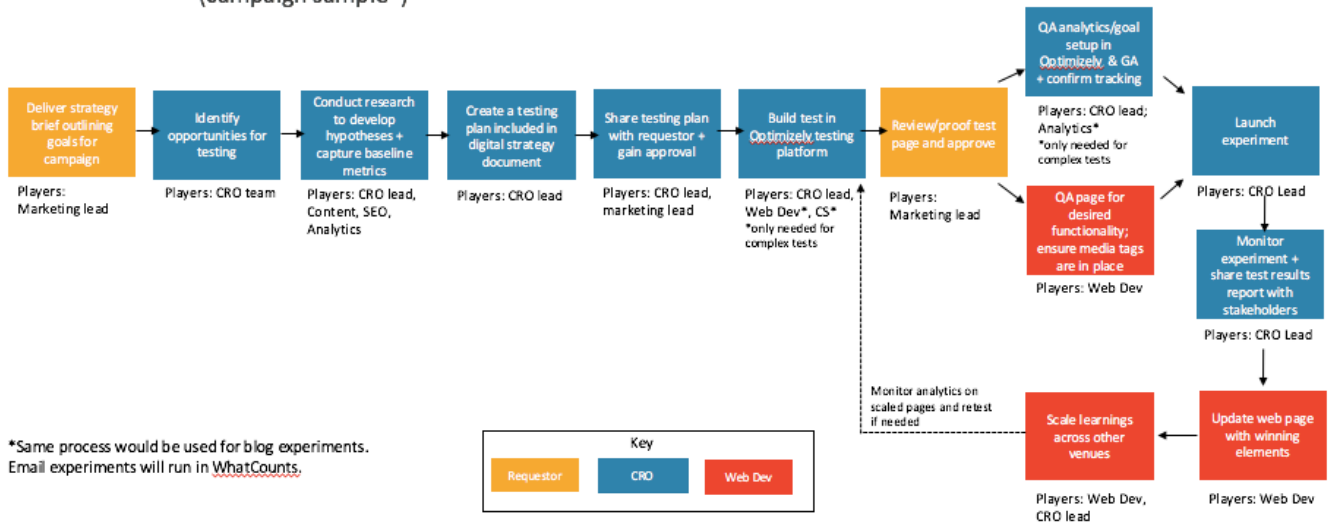 (Campaign Sample*)
Deliver strategy
brief outlining
goals for
campaign
Players:
Marketing lead
Identify
opportunities for
testing
Players: CRO team
Conduct research
to develop
hypotheses +
capture baseline
metrics
Players: CRO lead,
Content, SEO,
Analytics
Create a testing
plan included in
digital strategy
document
Players: CRO lead
Share testing plan
with requestor +
gain approval
Players: CRO lead,
marketing lead
Build test in
Optimizely testing
platform
Players: CRO lead,
Web Dev*, CS*
*only needed for
complex tests
Review/proof test
page and approve
Players:
Marketing lead
QA analytics/goal
setup in
Optimizely & GA
+ confirm tracking
Players: CRO lead;
Analytics*
*only needed for
complex tests
QA page for
desired
functionality;
ensure media tags
are in place
Players: Web Dev
Launch
experiment
Players: CRO Lead
Monitor
experiment +
share test results
report with
stakeholders
Players: CRO Lead
Update web page
with winning
elements
Players: Web Dev
Scale learnings
across other
venues
Players: Web Dev,
CRO lead
Monitor analytics on
scaled pages and retest
if needed
*Same process would be used for blog experiments.
Email experiments will run in WhatCounts.
Key
Requestor
CRO
Web Dev